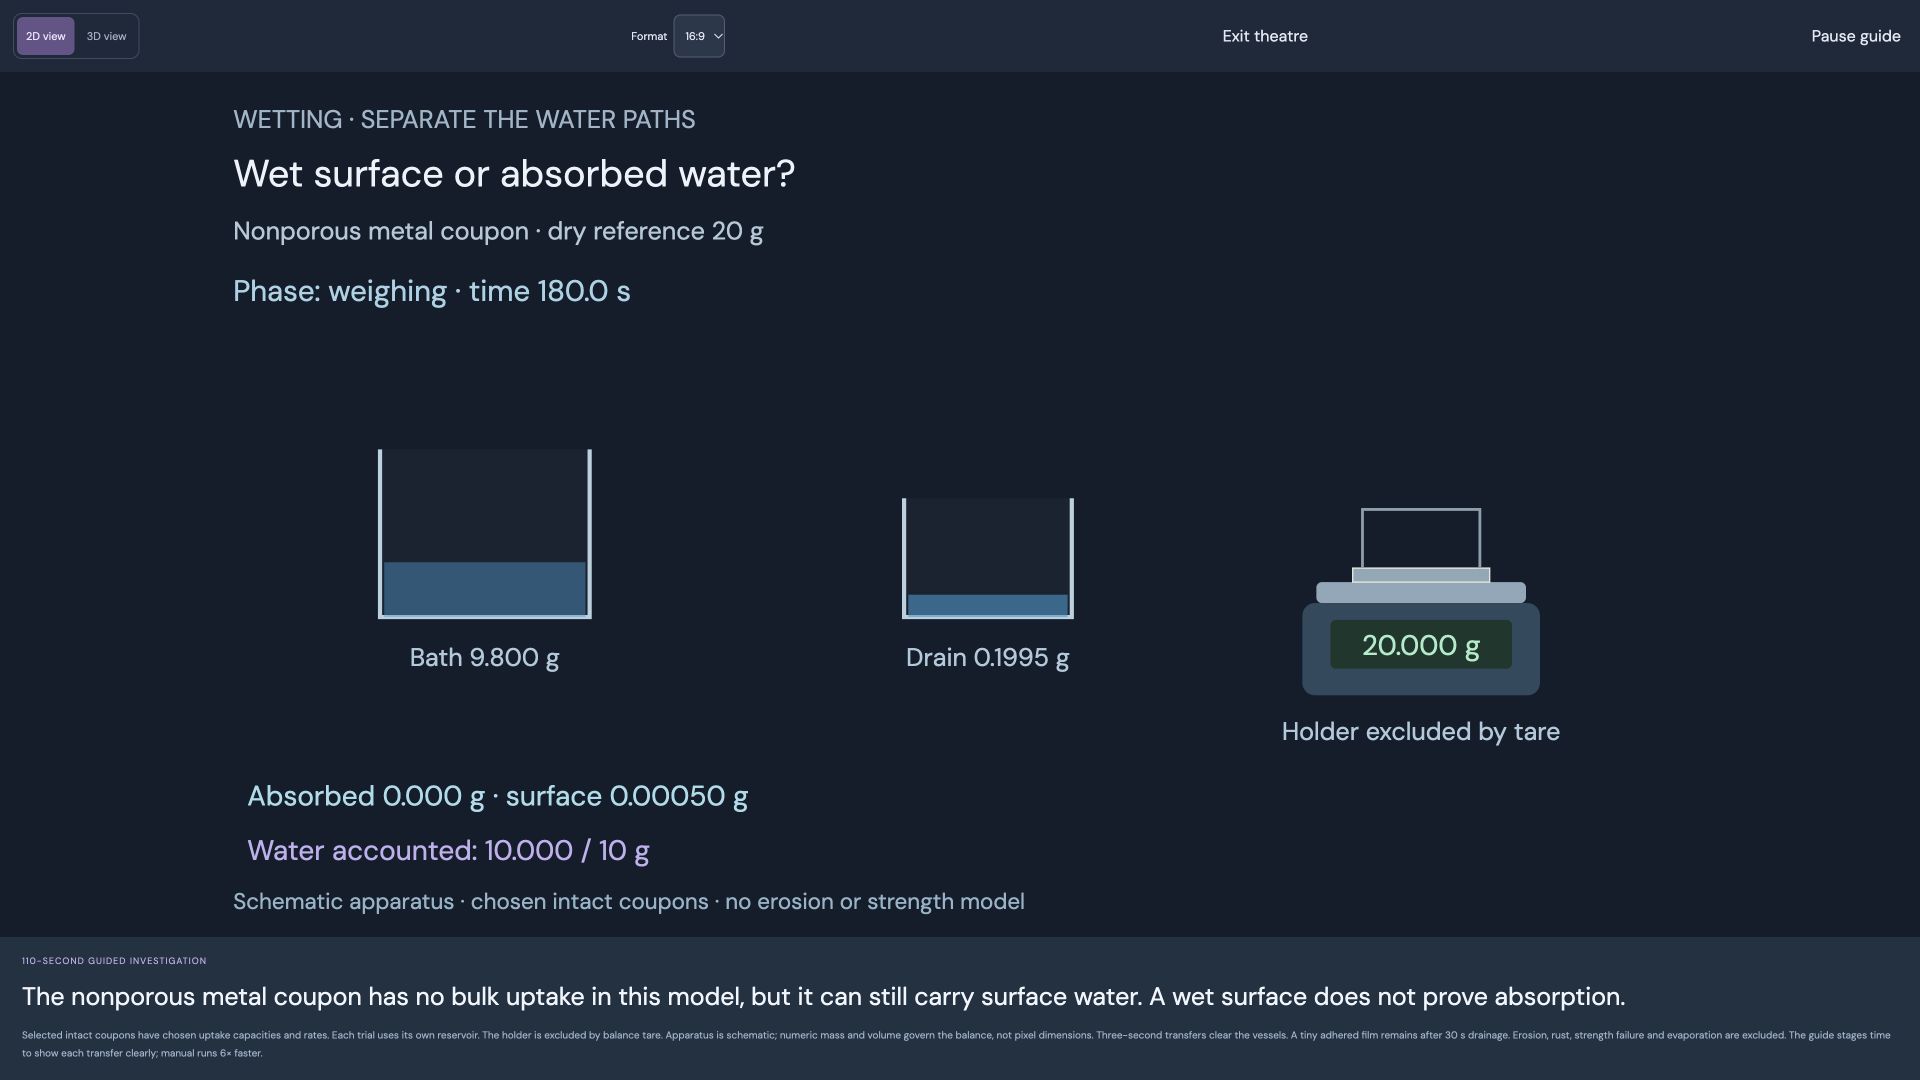 2D view
3D view
Format
16:9
Exit theatre
Pause guide
WETTING · SEPARATE THE WATER PATHS
Wet surface or absorbed water?
Nonporous metal coupon · dry reference 20 g
Phase: weighing · time 180.0 s
20.000 g
Bath 9.800 g
Drain 0.1995 g
Holder excluded by tare
Absorbed 0.000 g · surface 0.00050 g
Water accounted: 10.000 / 10 g
Schematic apparatus · chosen intact coupons · no erosion or strength model
110-SECOND GUIDED INVESTIGATION
The nonporous metal coupon has no bulk uptake in this model, but it can still carry surface water. A wet surface does not prove absorption.
Selected intact coupons have chosen uptake capacities and rates. Each trial uses its own reservoir. The holder is excluded by balance tare. Apparatus is schematic; numeric mass and volume govern the balance, not pixel dimensions. Three-second transfers clear the vessels. A tiny adhered film remains after 30 s drainage. Erosion, rust, strength failure and evaporation are excluded. The guide stages time
to show each transfer clearly; manual runs 6× faster.